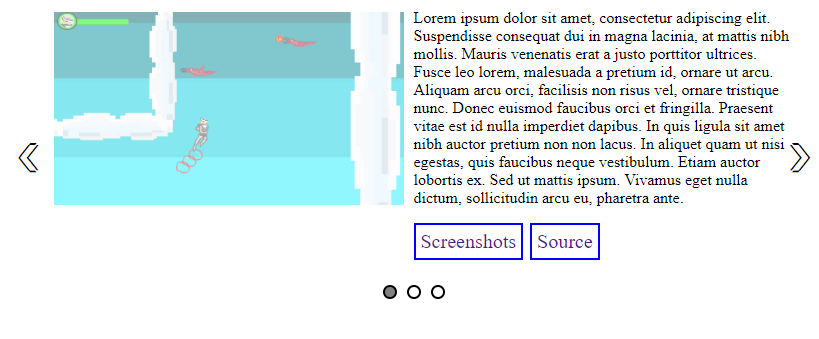 Lorem ipsum dolor sit amet, consectetur adipiscing elit.
Suspendisse consequat dui in magna lacinia, at mattis nibh
mollis. Mauris venenatis erat a justo porttitor ultrices.
Fusce leo lorem, malesuada a pretium id, ornare ut arcu.
Aliquam arcu orci, facilisis non risus vel, ornare tristique
nunc. Donec euismod faucibus orci et fringilla. Praesent
vitae est id nulla imperdiet dapibus. In quis ligula sit amet
nibh auctor pretium non non lacus. In aliquet quam ut nisi
egestas, quis faucibus neque vestibulum. Etiam auctor
lobortis ex. Sed ut mattis ipsum. Vivamus eget nulla
dictum, sollicitudin arcu eu, pharetra ante.
Screenshots Source